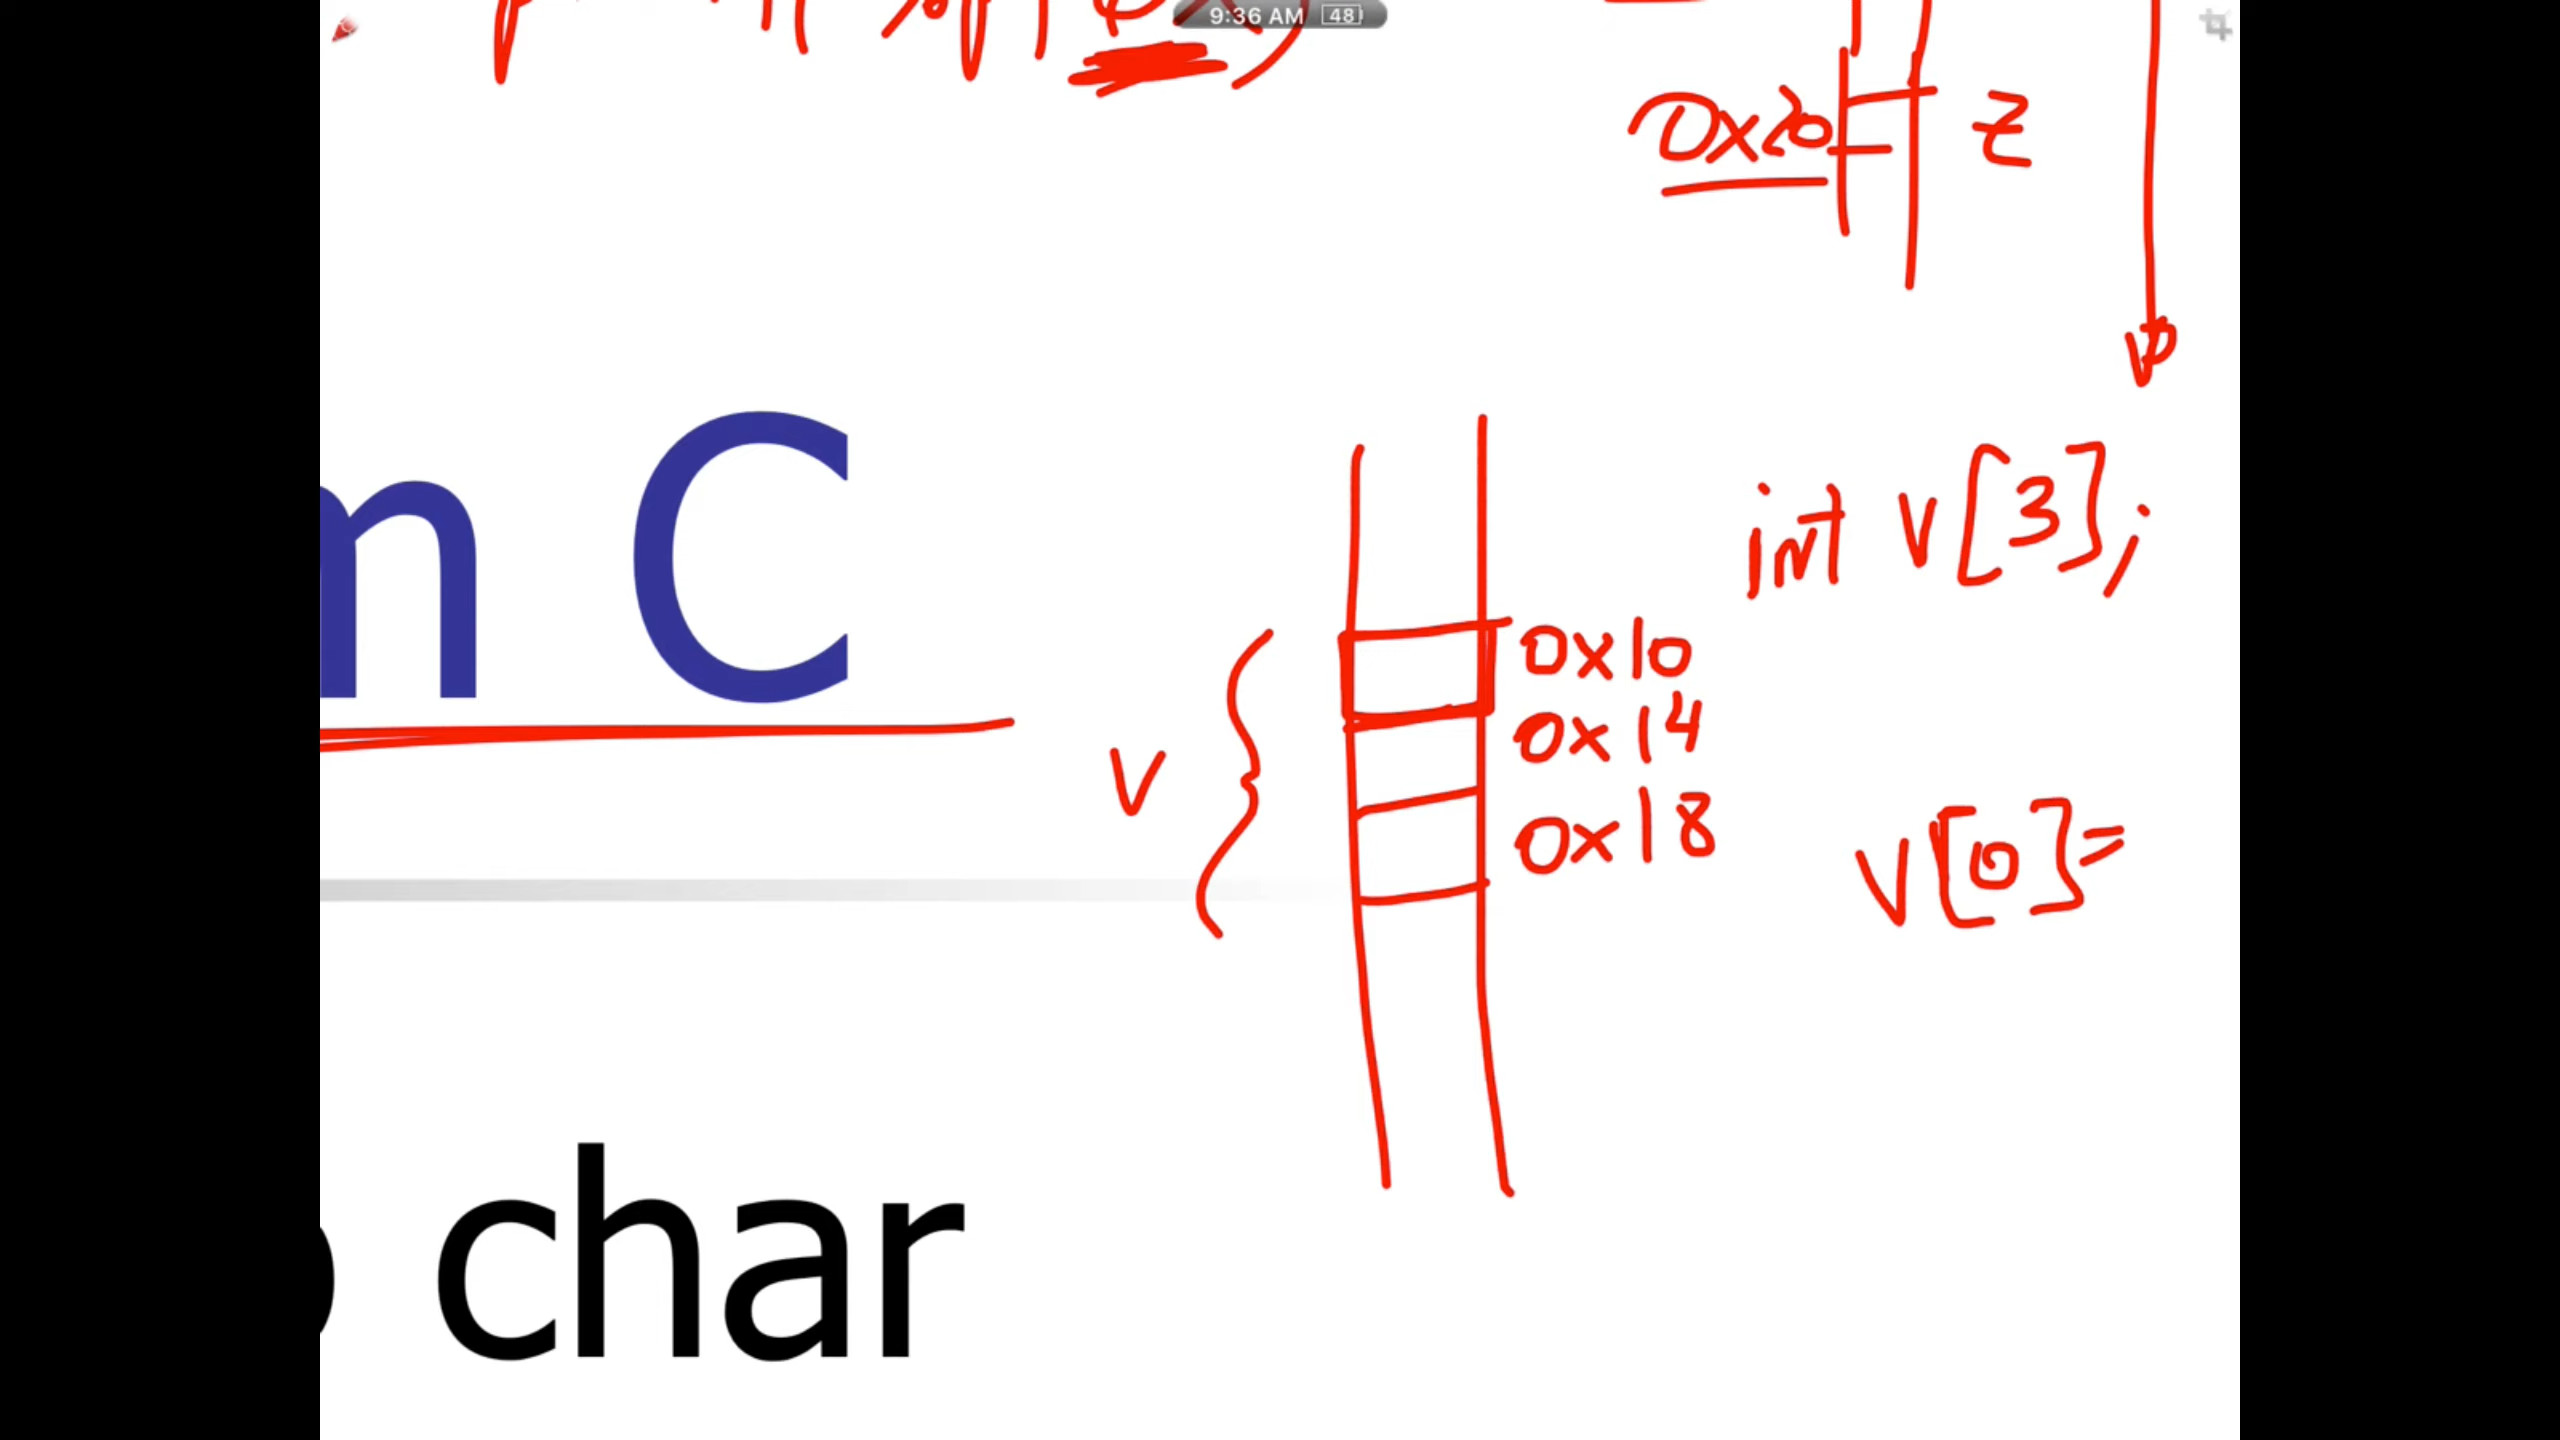 9:36 AM 48
0x20 z
int v[3];
C
0x10
0x14
v
0x18
v[0]=
char